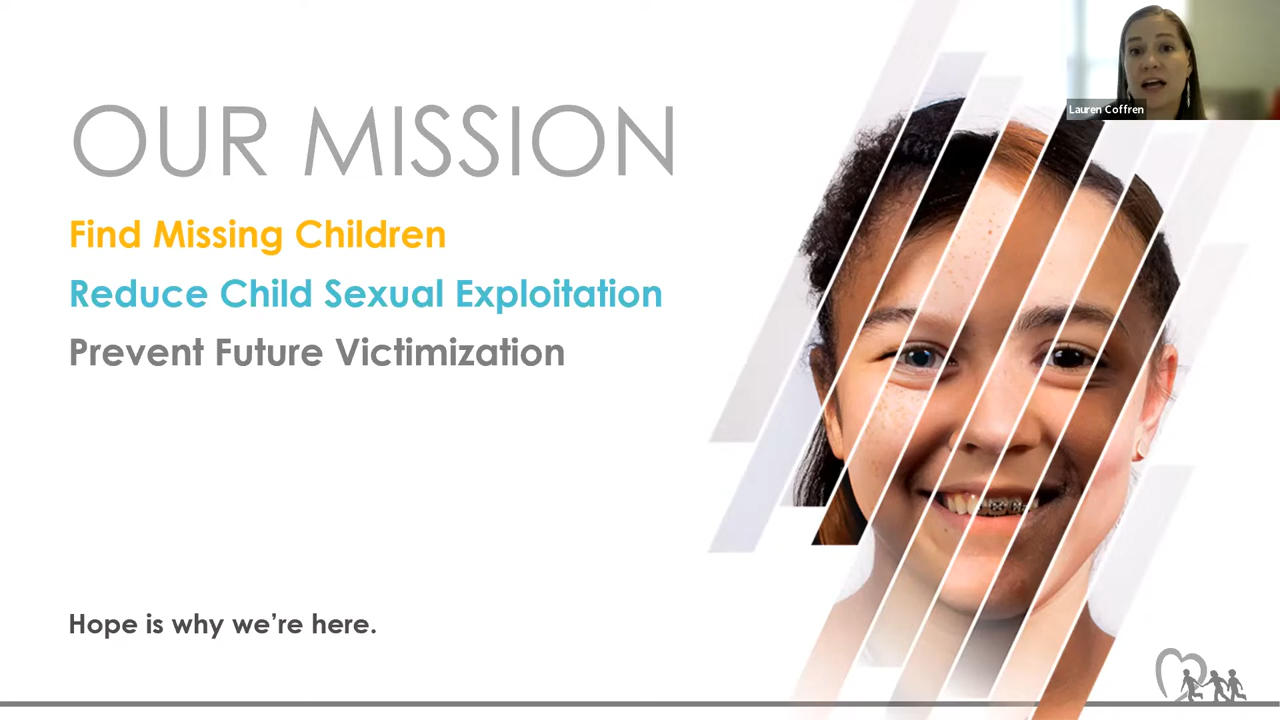 OUR MISSION
Find Missing Children
Reduce Child Sexual Exploitation
Prevent Future Victimization
Hope is why we’re here.
Lauren Coffren